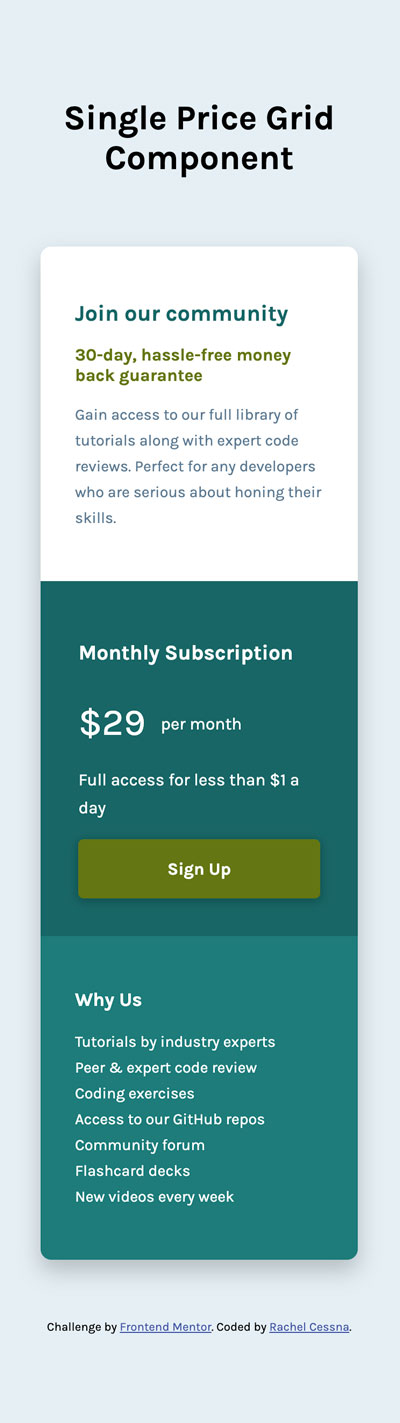 Single Price Grid
Component
Join our community
30-day, hassle-free money
back guarantee
Gain access to our full library of
tutorials along with expert code
reviews. Perfect for any developers
who are serious about honing their
skills.
Monthly Subscription
$29 per month
Full access for less than $1 a
day
Sign Up
Why Us
Tutorials by industry experts
Peer & expert code review
Coding exercises
Access to our GitHub repos
Community forum
Flashcard decks
New videos every week
Challenge by Frontend Mentor. Coded by Rachel Cessna.